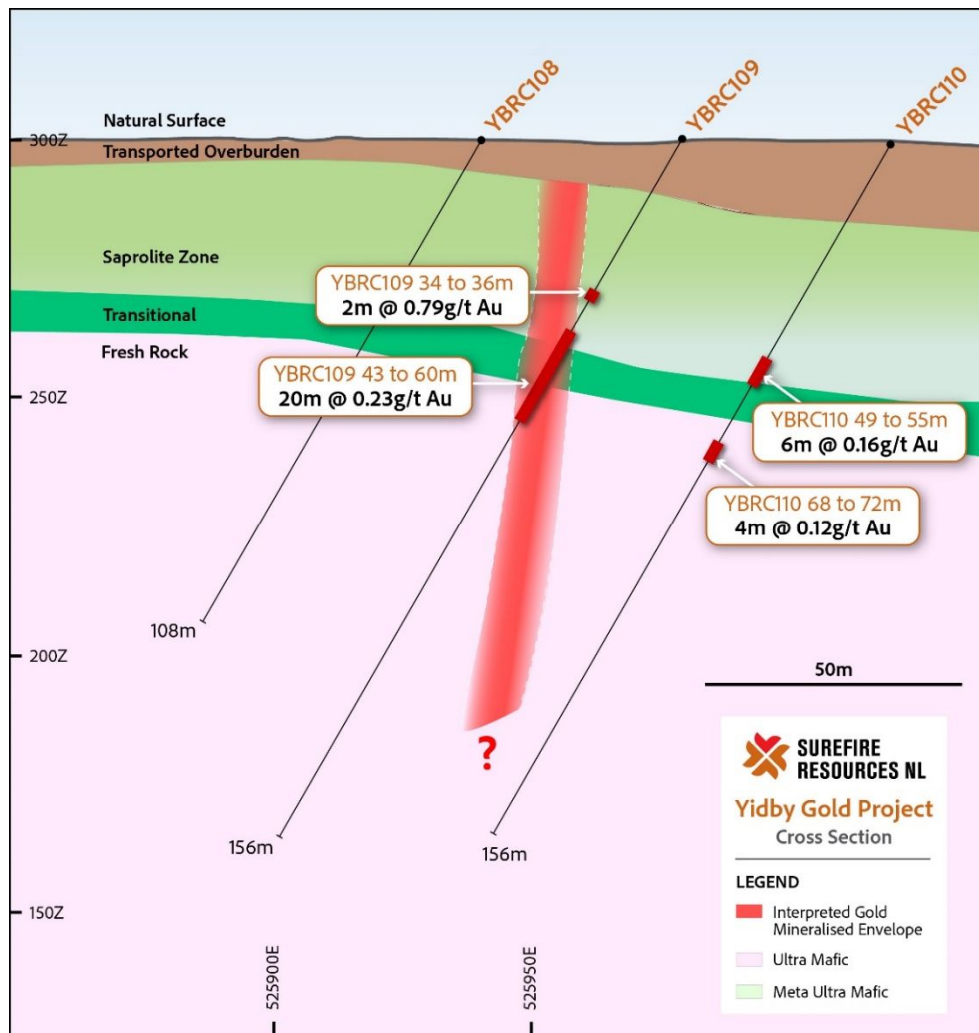 YBRC108
YBRC109
YBRC110
Natural Surface
300Z
Transported Overburden
Saprolite Zone
YBRC109 34 to 36m
2m @ 0.79g/t Au
Transitional
Fresh Rock
YBRC109 43 to 60m
20m @ 0.23g/t Au
250Z
YBRC110 49 to 55m
6m @ 0.16g/t Au
YBRC110 68 to 72m
4m @ 0.12g/t Au
108m
200Z
50m
?
SUREFIRE
RESOURCES NL
Yidby Gold Project
Cross Section
156m
156m
LEGEND
Interpreted Gold
Mineralised Envelope
Ultra Mafic
Meta Ultra Mafic
150Z
525900E
525950E